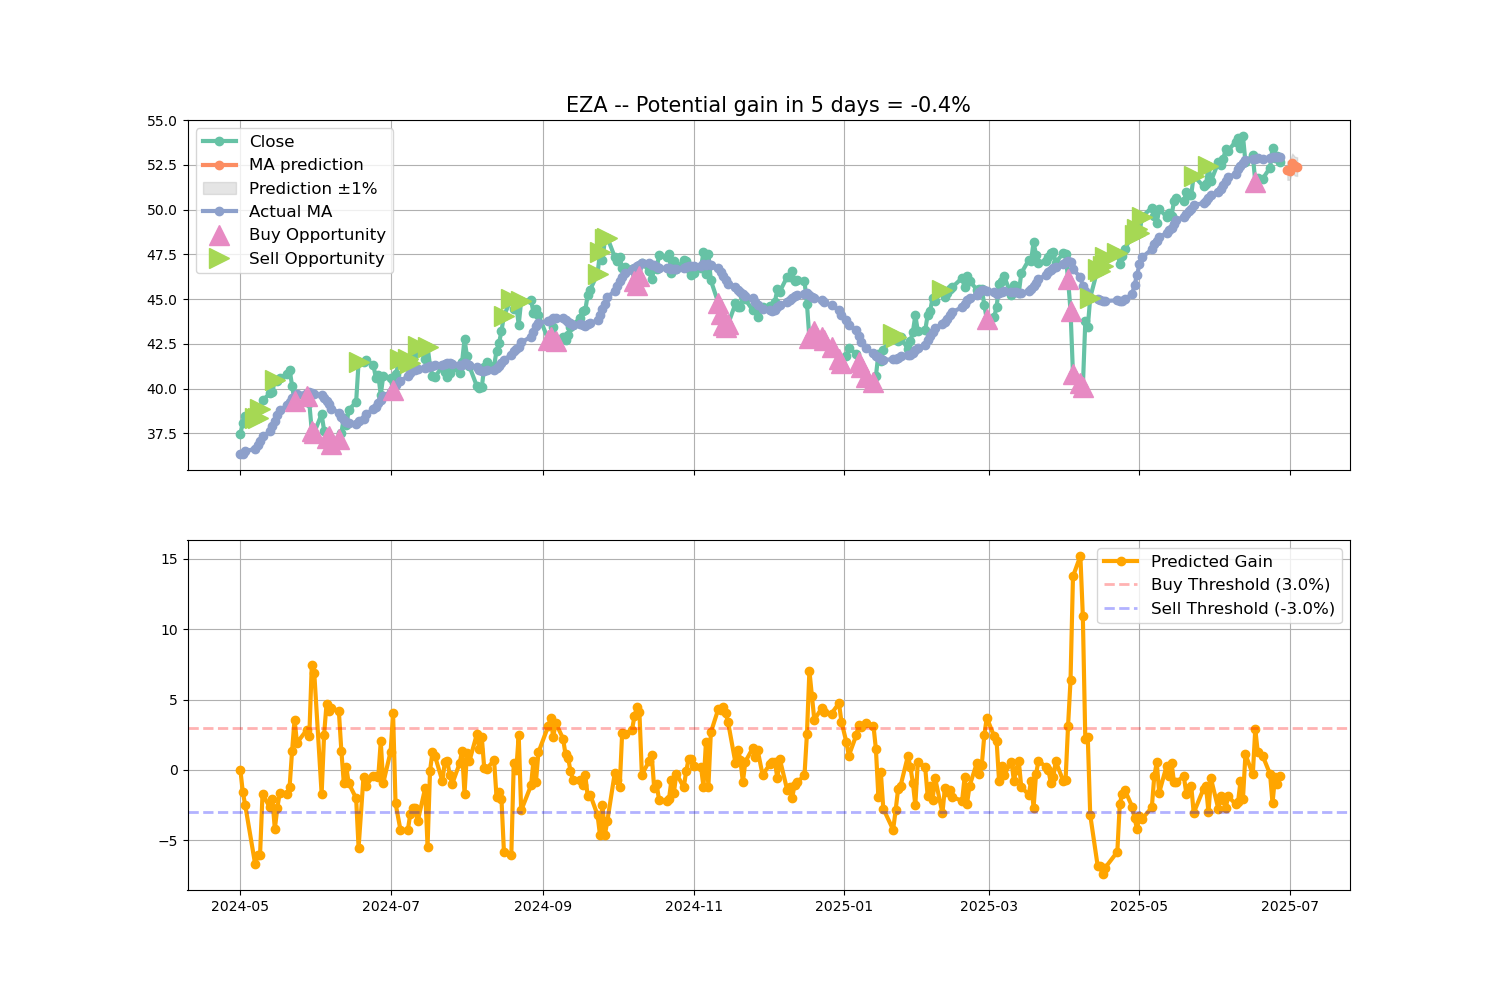 EZA -- Potential gain in 5 days = -0.4%
55.0
52.5
50.0
47.5
45.0
42.5
40.0
37.5
Close
MA prediction
Prediction ±1%
Actual MA
Buy Opportunity
Sell Opportunity
15
10
5
0
−5
Predicted Gain
Buy Threshold (3.0%)
Sell Threshold (-3.0%)
2024-05 2024-07 2024-09 2024-11 2025-01 2025-03 2025-05 2025-07